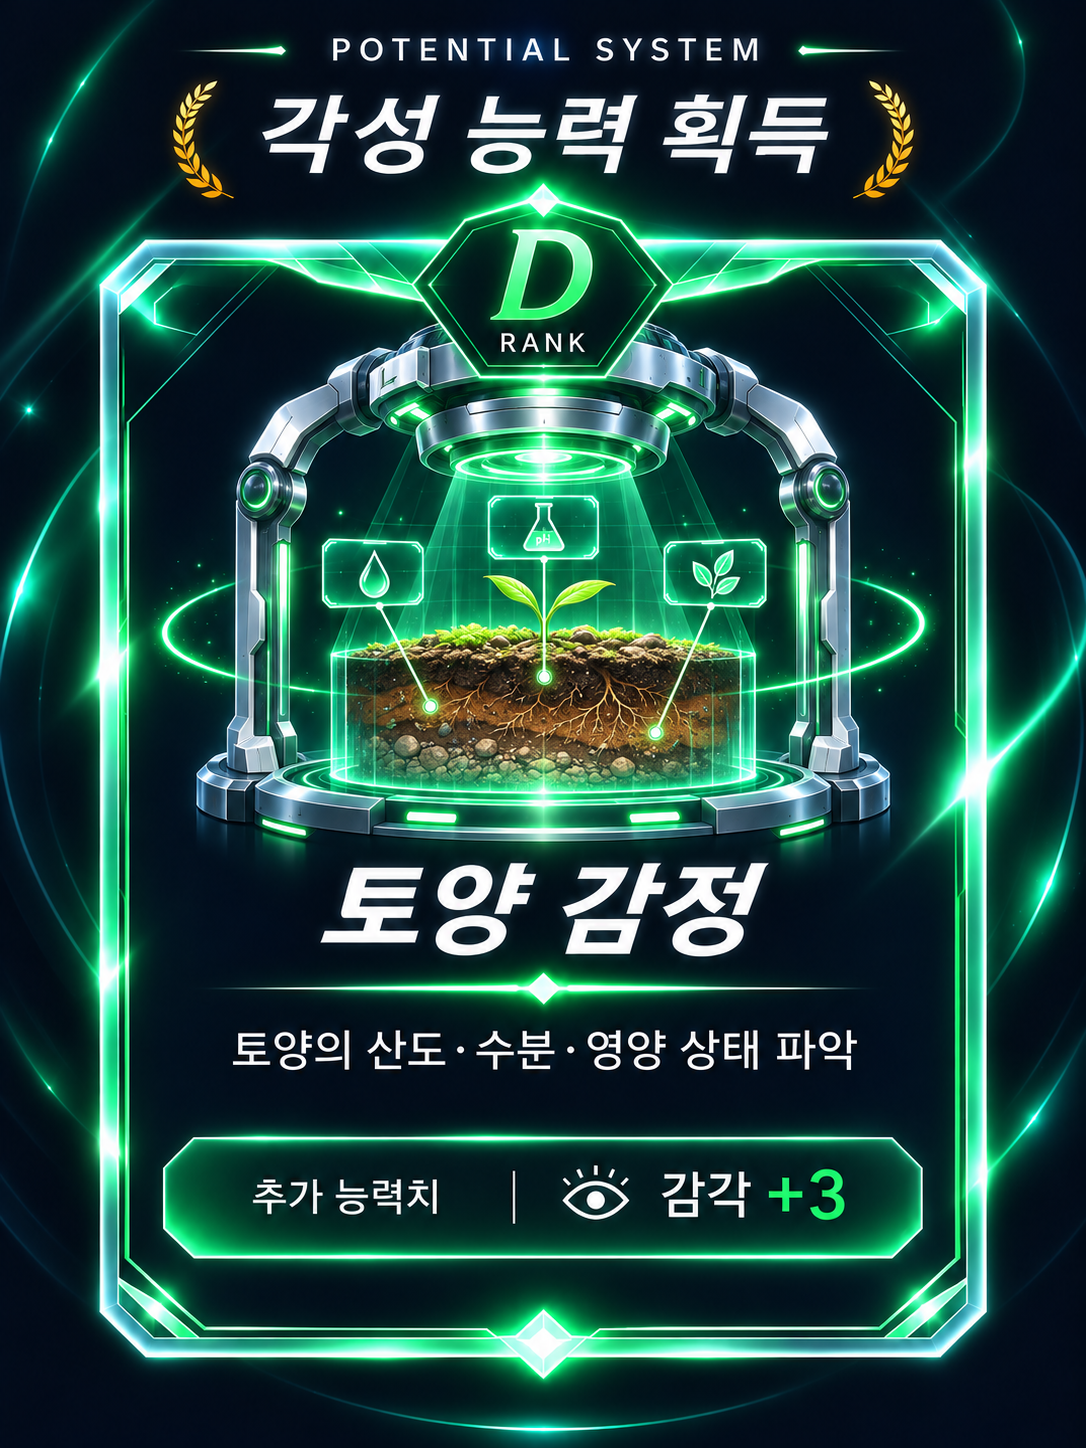 POTENTIAL SYSTEM
각성 능력 획득
D
RANK
pH
토양 감정
토양의 산도·수분·영양 상태 파악
추가 능력치 | 감각 +3